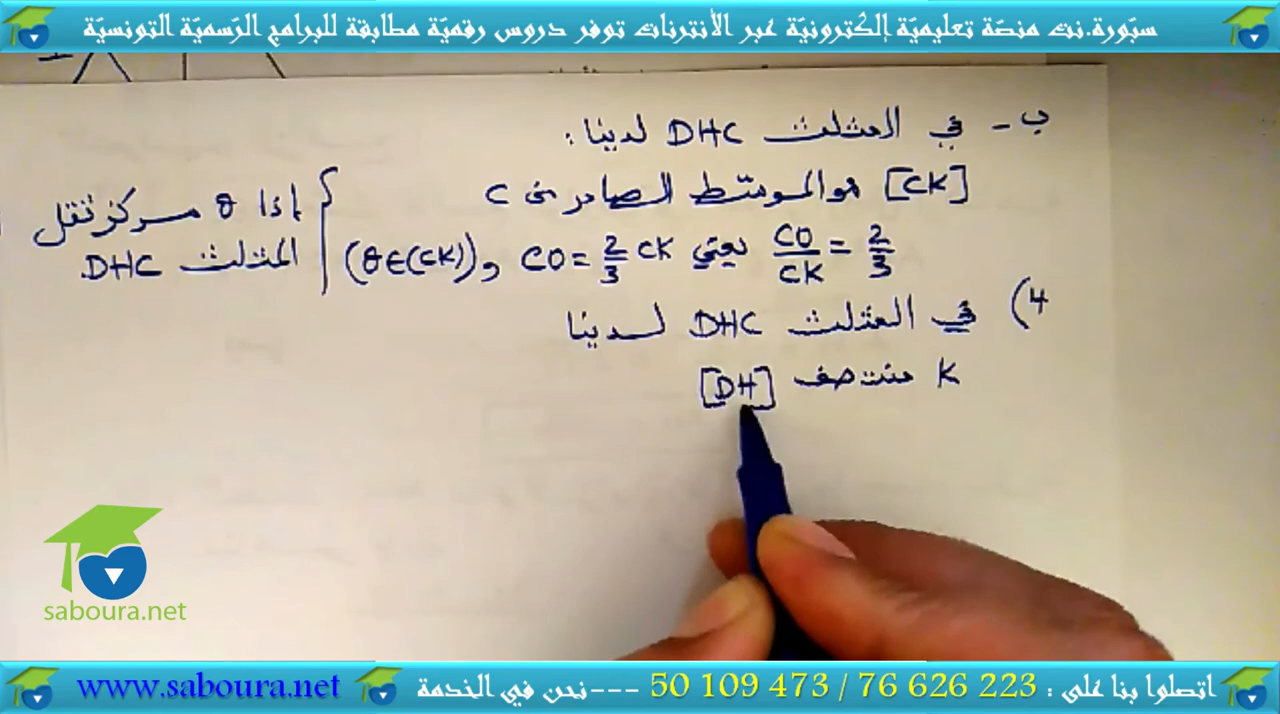 سبّورة.نت منصّة تعليميّة إلكترونيّة عبر الأنترنات توفر دروس رقميّة مطابقة للبرامج الرّسميّة التونسيّة
ب - في المثلث DHC لدينا :
[CK] هو الموسّط الصادر من C
CO/CK = 2/3 يعني CO = 2/3 CK و (θ∈(CK))
إذا θ مركز ثقل
المثلث DHC.
4) في المثلث DHC لدينا
K منتصف [DH]
saboura.net
اتصلوا بنا على : 223 626 76 / 473 109 50 ---نحن في الخدمة www.saboura.net